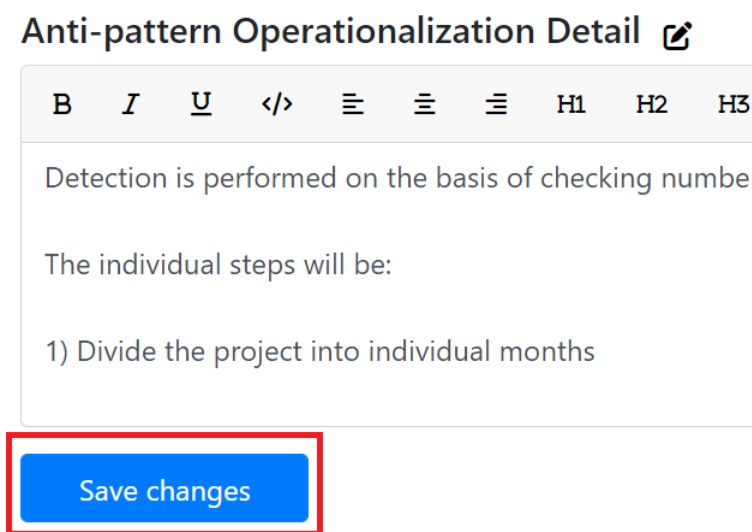 Anti-pattern Operationalization Detail
B I U </> H1 H2 H3
Detection is performed on the basis of checking
The individual steps will be:
1) Divide the project into individual months
Save changes